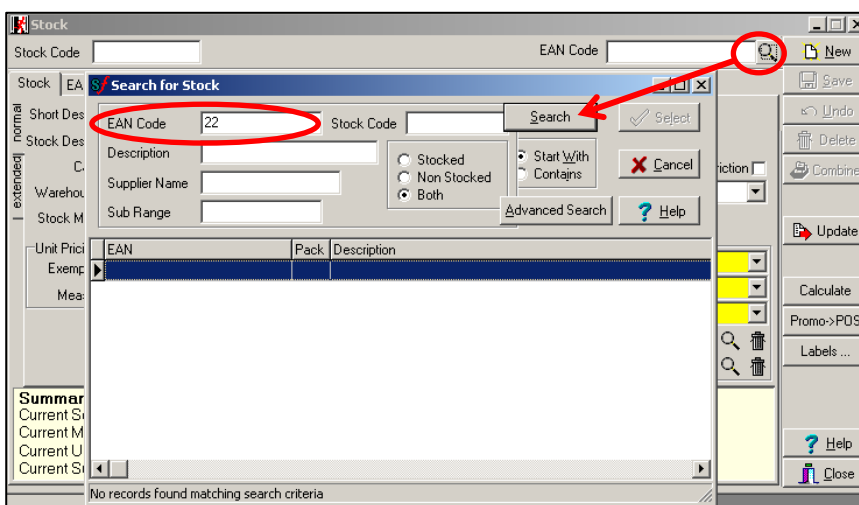 Stock
Stock Code
EAN Code
New
Stock
EA
Search for Stock
Save
normal
extended
Short Des
Stock Des
Warehou
Stock M
Unit Prici
Exemp
Mea
EAN Code 22
Stock Code
Search
Select
Undo
Description
Stocked
Non Stocked
Both
Start With
Contains
Cancel
Delete
Supplier Name
iction
Combine
Sub Range
Advanced Search
Help
Update
EAN
Pack
Description
Calculate
Promo->POS
Labels ...
Summar
Current S
Current M
Current U
Current S
Help
Close
No records found matching search criteria